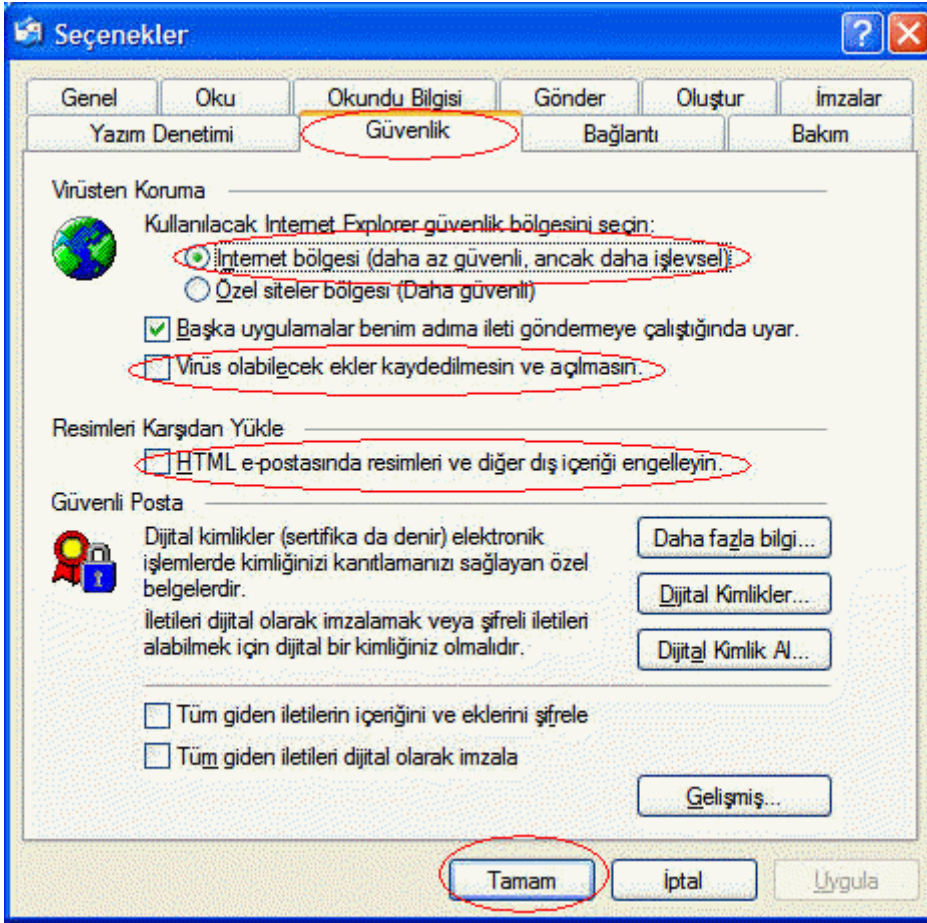 Seçenekler
Genel
Oku
Okundu Bilgisi
Gönder
Oluştur
İmzalar
Yazım Denetimi
Güvenlik
Bağlantı
Bakım
Virüsten Koruma
Kullanılacak Internet Explorer güvenlik bölgesini seçin:
Internet bölgesi (daha az güvenli, ancak daha işlevsel)
Özel siteler bölgesi (Daha güvenli)
Başka uygulamalar benim adıma ileti göndermeye çalıştığında uyar.
Virüs olabilecek ekler kaydedilmesin ve açılmasın.
Resimleri Karşıdan Yükle
HTML e-postasında resimleri ve diğer dış içeriği engelleyin.
Güvenli Posta
Dijital kimlikler (sertifika da denir) elektronik
işlemlerde kimliğinizi kanıtlamanızı sağlayan özel
belgelerdir.
Daha fazla bilgi...
Dijital Kimlikler...
İletileri dijital olarak imzalamak veya şifreli iletileri
alabilmek için dijital bir kimliğiniz olmalıdır.
Dijital Kimlik Al...
Tüm giden iletilerin içeriğini ve eklerini şifrele
Tüm giden iletileri dijital olarak imzala
Gelişmiş...
Tamam
İptal
Uygula